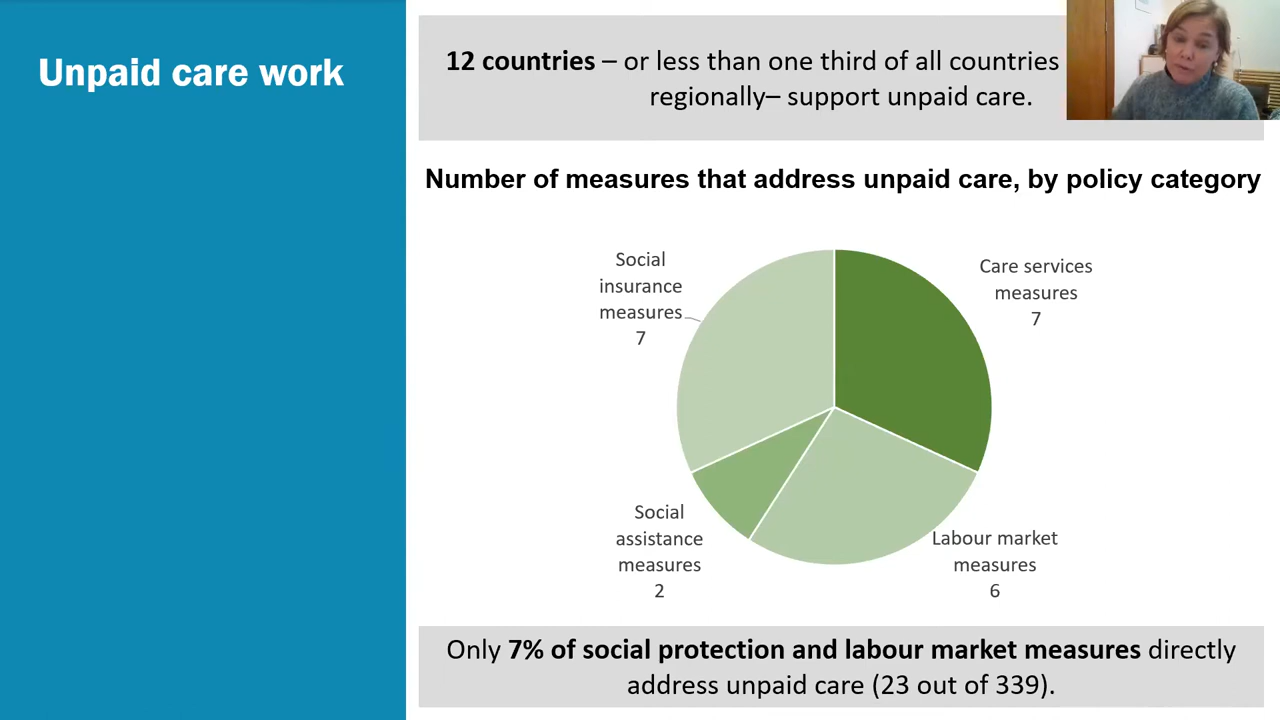 Unpaid care work
12 countries – or less than one third of all countries
regionally– support unpaid care.
Number of measures that address unpaid care, by policy category
Social
insurance
measures
7
Care services
measures
7
Social
assistance
measures
2
Labour market
measures
6
Only 7% of social protection and labour market measures directly
address unpaid care (23 out of 339).